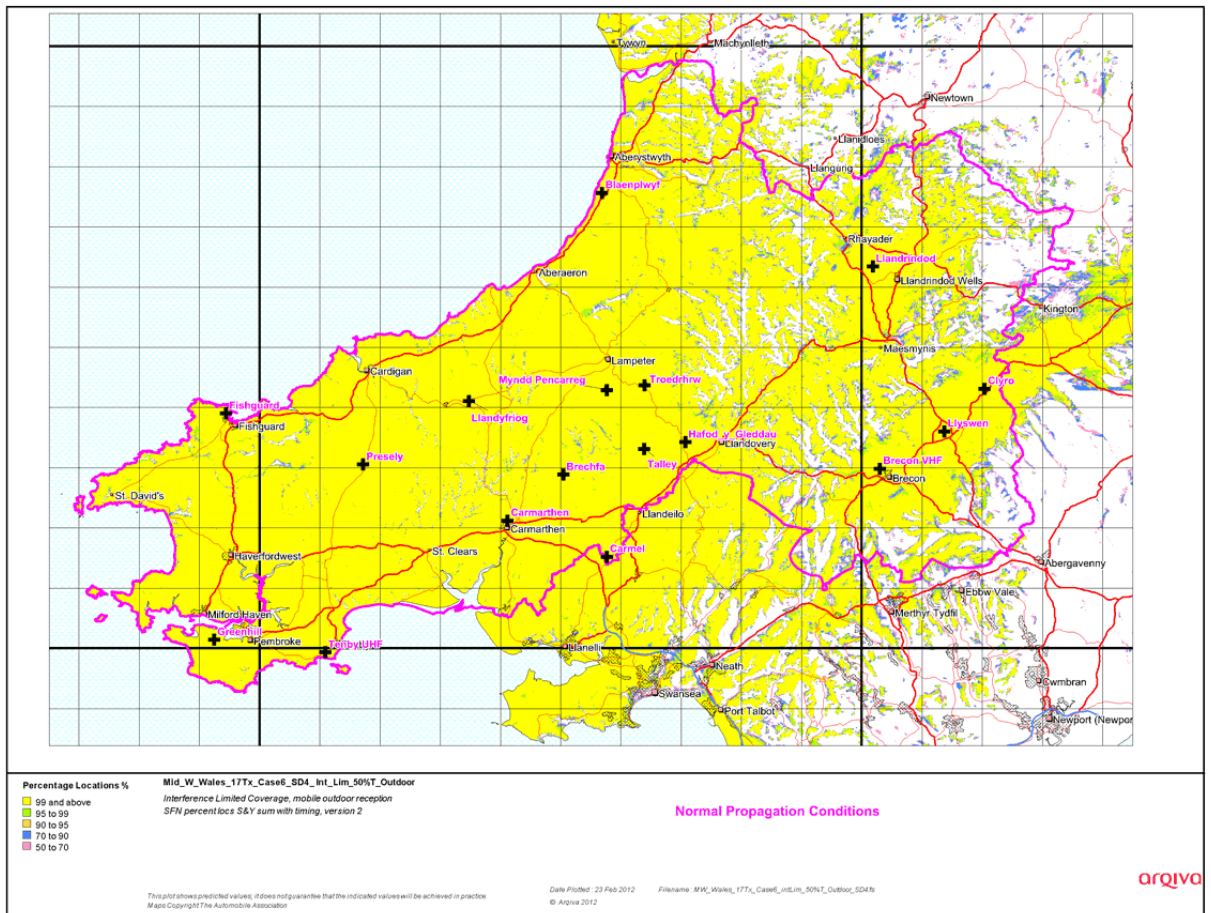 Tywyn
Machynlleth
Newtown
Llanidloes
Aberystwyth
Llangurig
Blaenplwyf
Rhayader
Llandrindod
Aberaeron
Llandrindod Wells
Kington
Maesmynis
Lampeter
Cardigan
Myndd Pencarreg
Troedrhrw
Clyro
Fishguard
Llandyfriog
Fishguard
Llyswen
Hafod_y_Gleddau
Llandovery
Presely
Brechfa
Talley
Brecon VHF
Brecon
St. David's
Carmarthen
Llandeilo
Carmarthen
St. Clears
Carmel
Haverfordwest
Abergavenny
Ebbw Vale
Milford Haven
Merthyr Tydfil
Greenhill
Pembroke
Tenby UHF
Llanelli
Neath
Cwmbran
Swansea
Port Talbot
Newport (Newpor
Percentage Locations %
99 and above
95 to 99
90 to 95
70 to 90
50 to 70
Mid_W_Wales_17Tx_Case6_SD4_Int_Lim_50%T_Outdoor
Interference Limited Coverage, mobile outdoor reception
SFN percent locs S&Y sum with timing, version 2
Normal Propagation Conditions
This plot shows predicted values; it does not guarantee that the indicated values will be achieved in practice
Maps Copyright The Automobile Association
Date Plotted : 23 Feb 2012
Filename : MW_Wales_17Tx_Case6_intLim_50%T_Outdoor_SD4.fs
© Arqiva 2012
arqiva